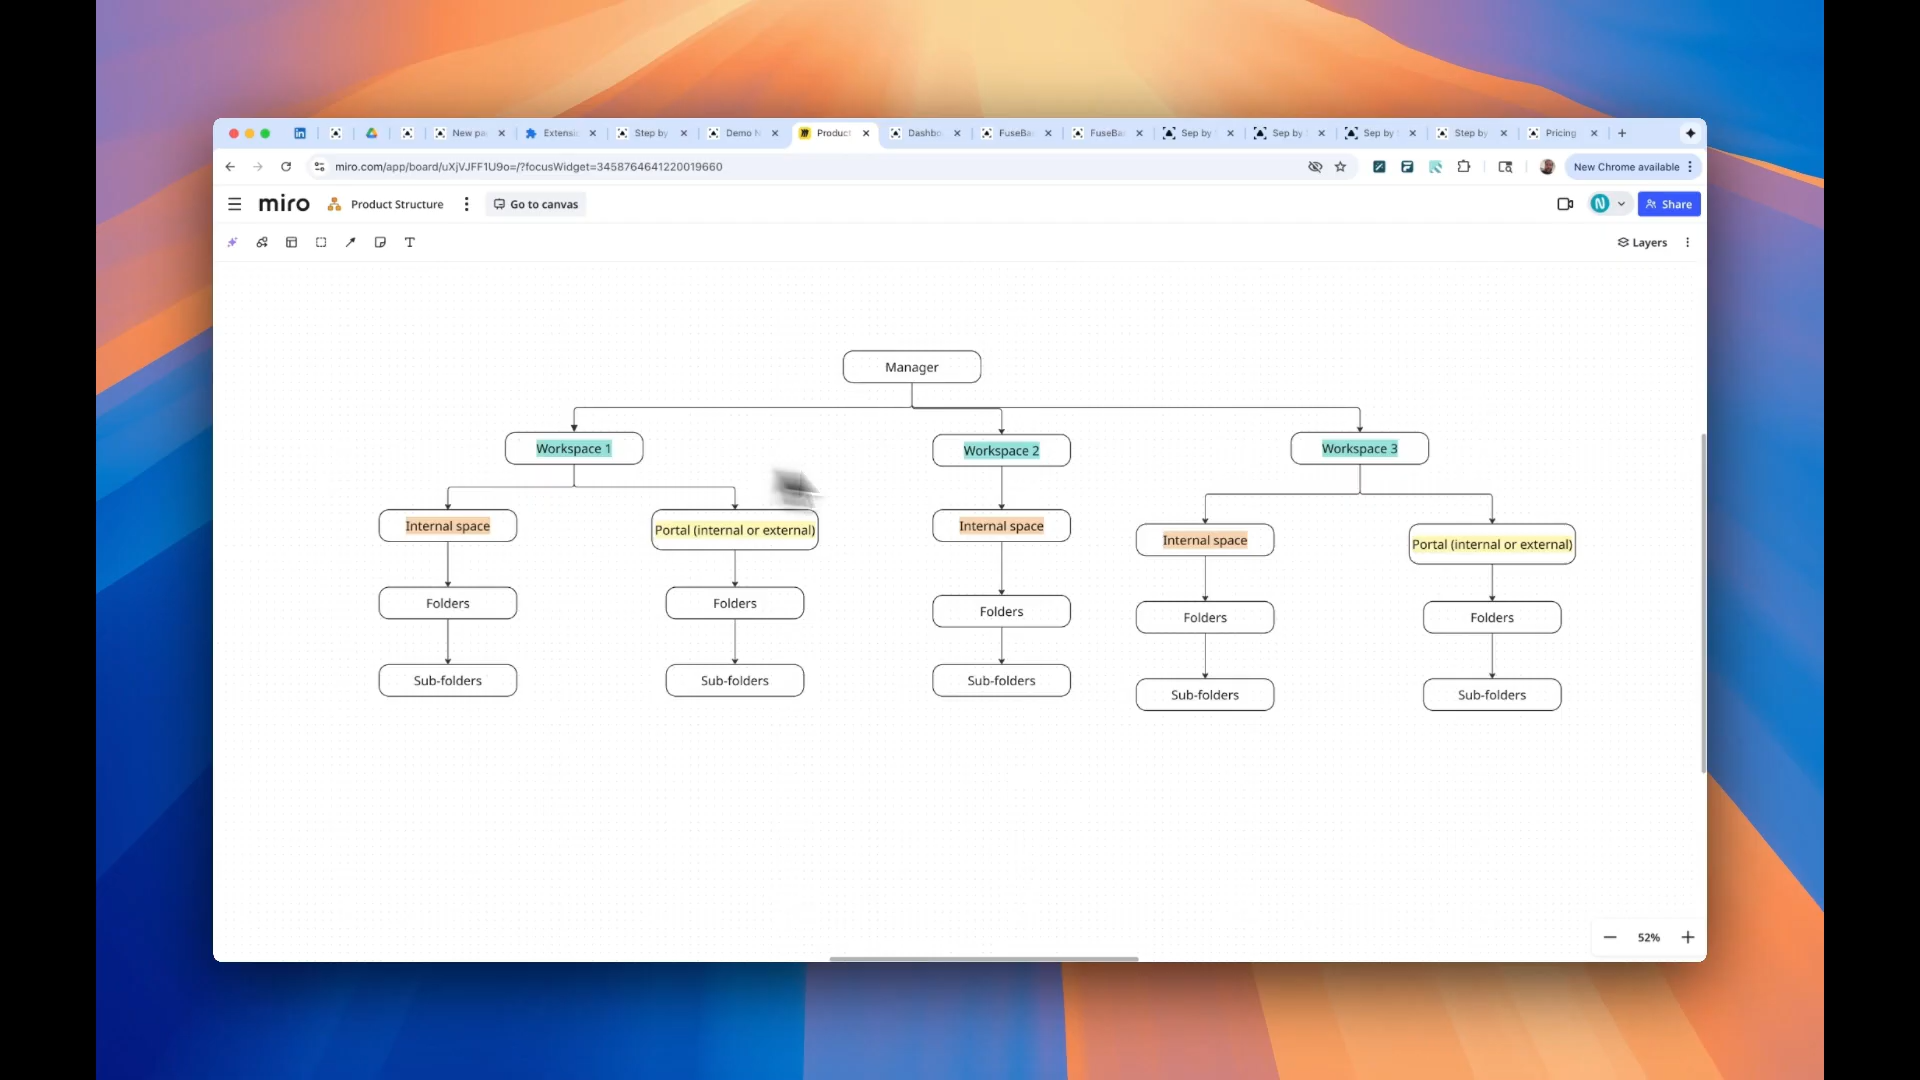 New pa
Extensi
Step by
Demo N
Product
Dashbo
FuseBa
FuseBa
Sep by
Sep by
Sep by
Step by
Pricing
miro.com/app/board/uXjVJFF1U9o=/?focusWidget=3458764641220019660
New Chrome available
miro
Product Structure
Go to canvas
N
Share
Layers
Manager
Workspace 1
Workspace 2
Workspace 3
Internal space
Portal (internal or external)
Internal space
Internal space
Portal (internal or external)
Folders
Folders
Folders
Folders
Folders
Sub-folders
Sub-folders
Sub-folders
Sub-folders
Sub-folders
52%